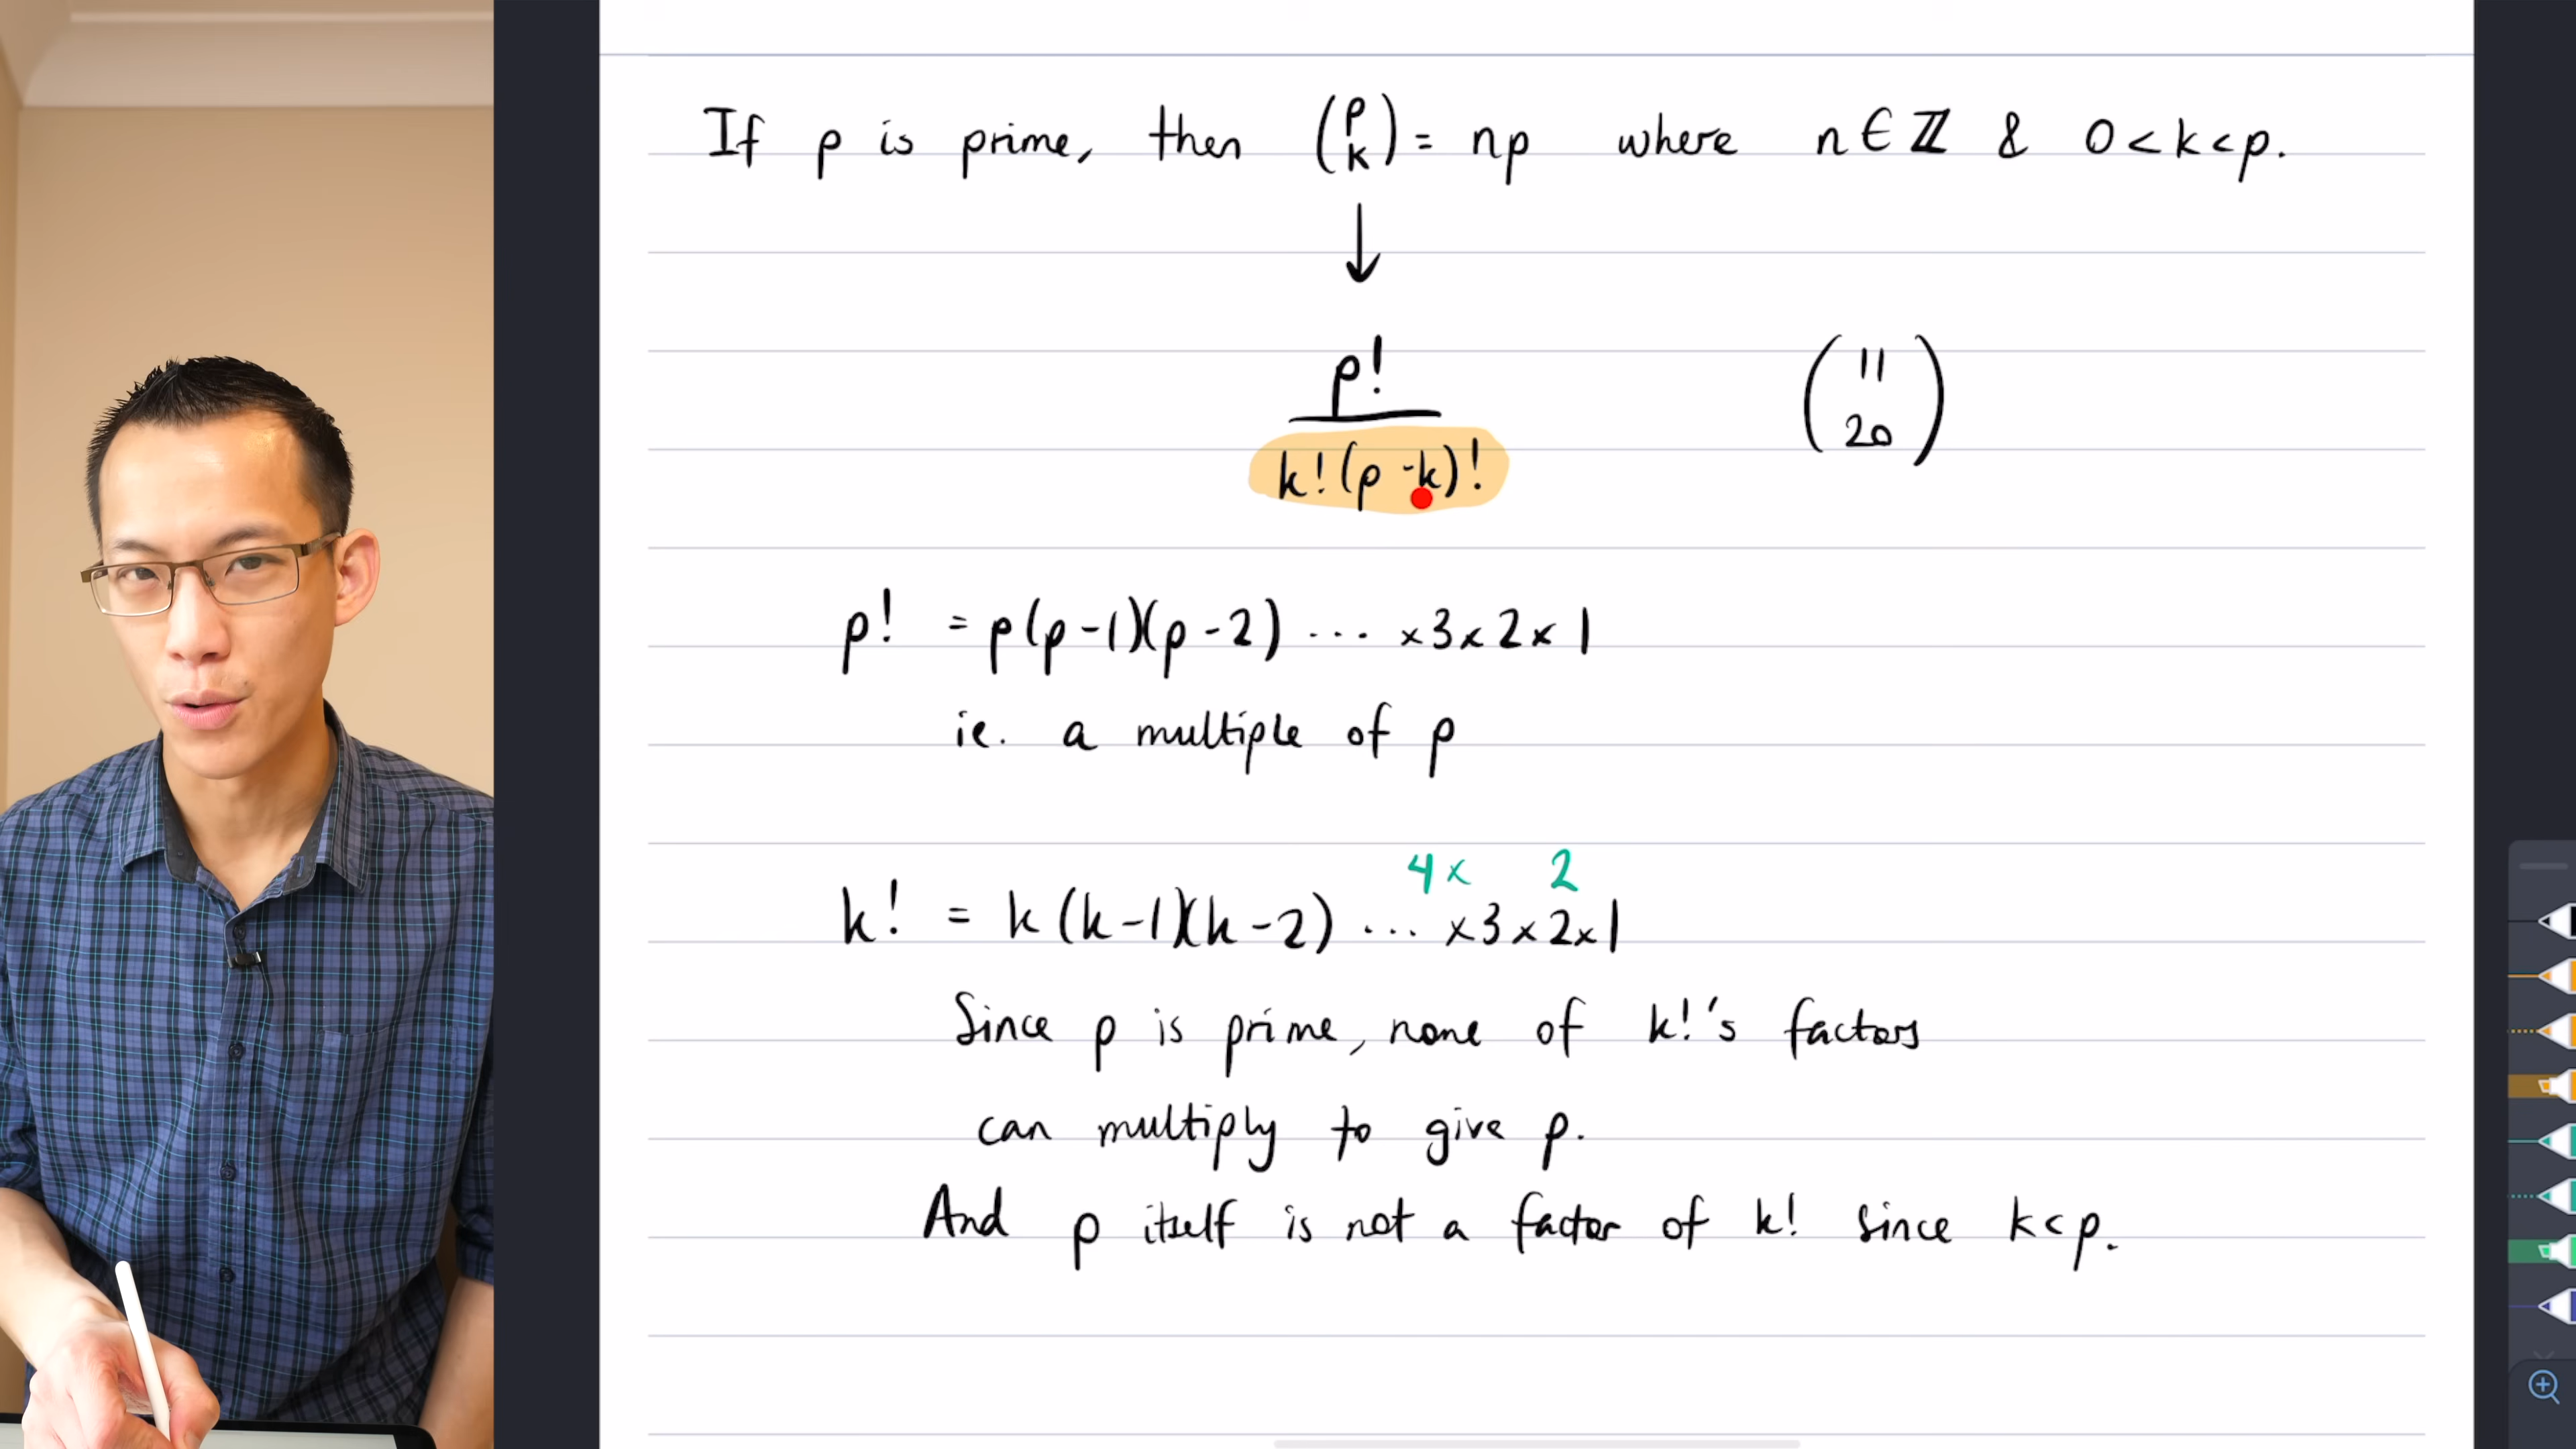 If p is prime, then (p k) = np where n∈ℤ & 0<k<p.
↓
p!
k!(p-k)!
(11 20)
p! = p(p-1)(p-2) ... ×3×2×1
ie. a multiple of p
4× 2
k! = k(k-1)(k-2) ... ×3×2×1
Since p is prime, none of k!'s factors
can multiply to give p.
And p itself is not a factor of k! since k<p.